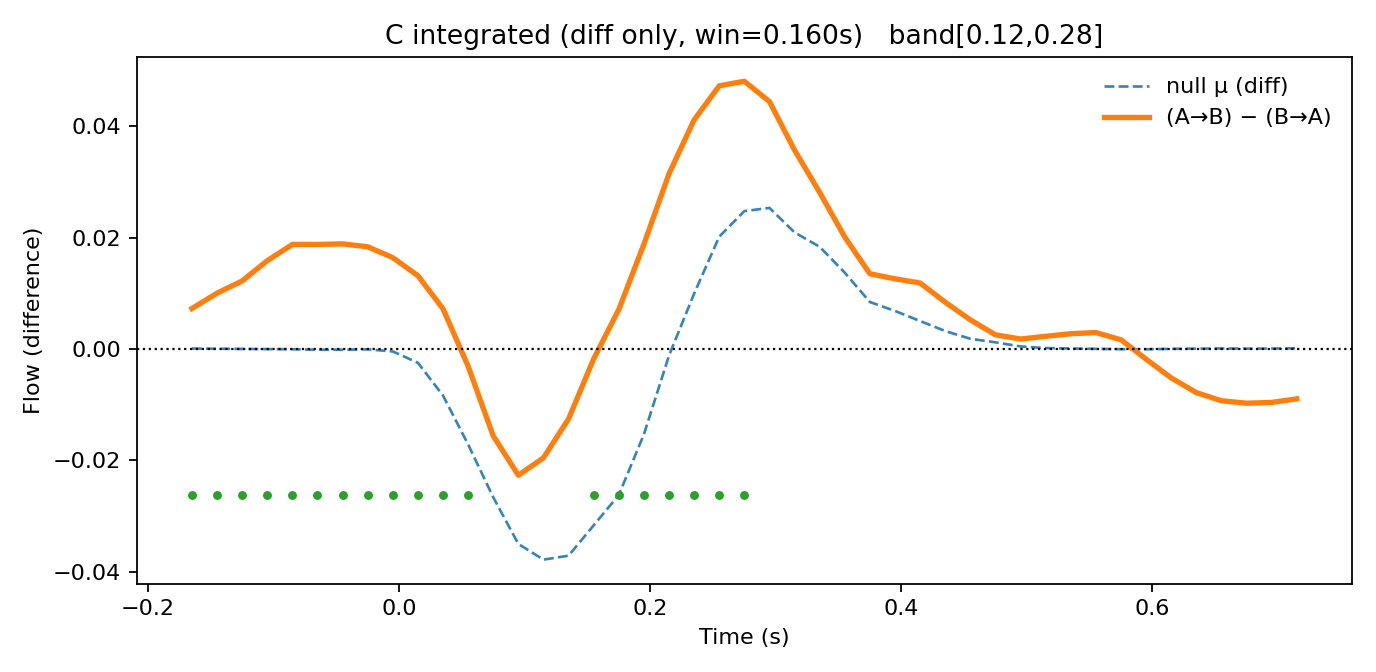 C integrated (diff only, win=0.160s)   band[0.12,0.28]
null μ (diff)
(A→B) − (B→A)
Flow (difference)
0.04
0.02
0.00
−0.02
−0.04
−0.2
0.0
0.2
0.4
0.6
Time (s)